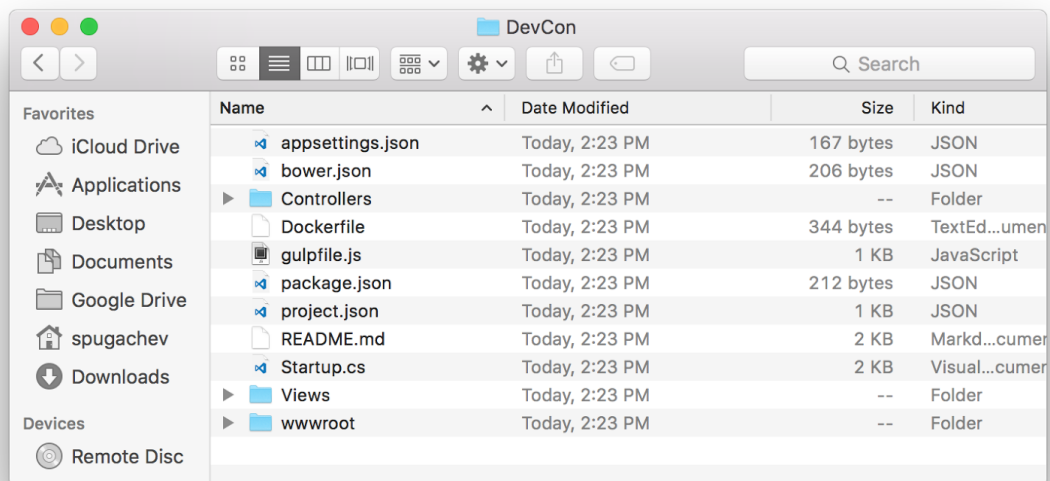 DevCon
Search
Favorites
iCloud Drive
Applications
Desktop
Documents
Google Drive
spugachev
Downloads
Devices
Remote Disc
Name Date Modified Size Kind
appsettings.json Today, 2:23 PM 167 bytes JSON
bower.json Today, 2:23 PM 206 bytes JSON
Controllers Today, 2:23 PM -- Folder
Dockerfile Today, 2:23 PM 344 bytes TextEd...umen
gulpfile.js Today, 2:23 PM 1 KB JavaScript
package.json Today, 2:23 PM 212 bytes JSON
project.json Today, 2:23 PM 1 KB JSON
README.md Today, 2:23 PM 2 KB Markd...cumer
Startup.cs Today, 2:23 PM 2 KB Visual...cumer
Views Today, 2:23 PM -- Folder
wwwroot Today, 2:23 PM -- Folder